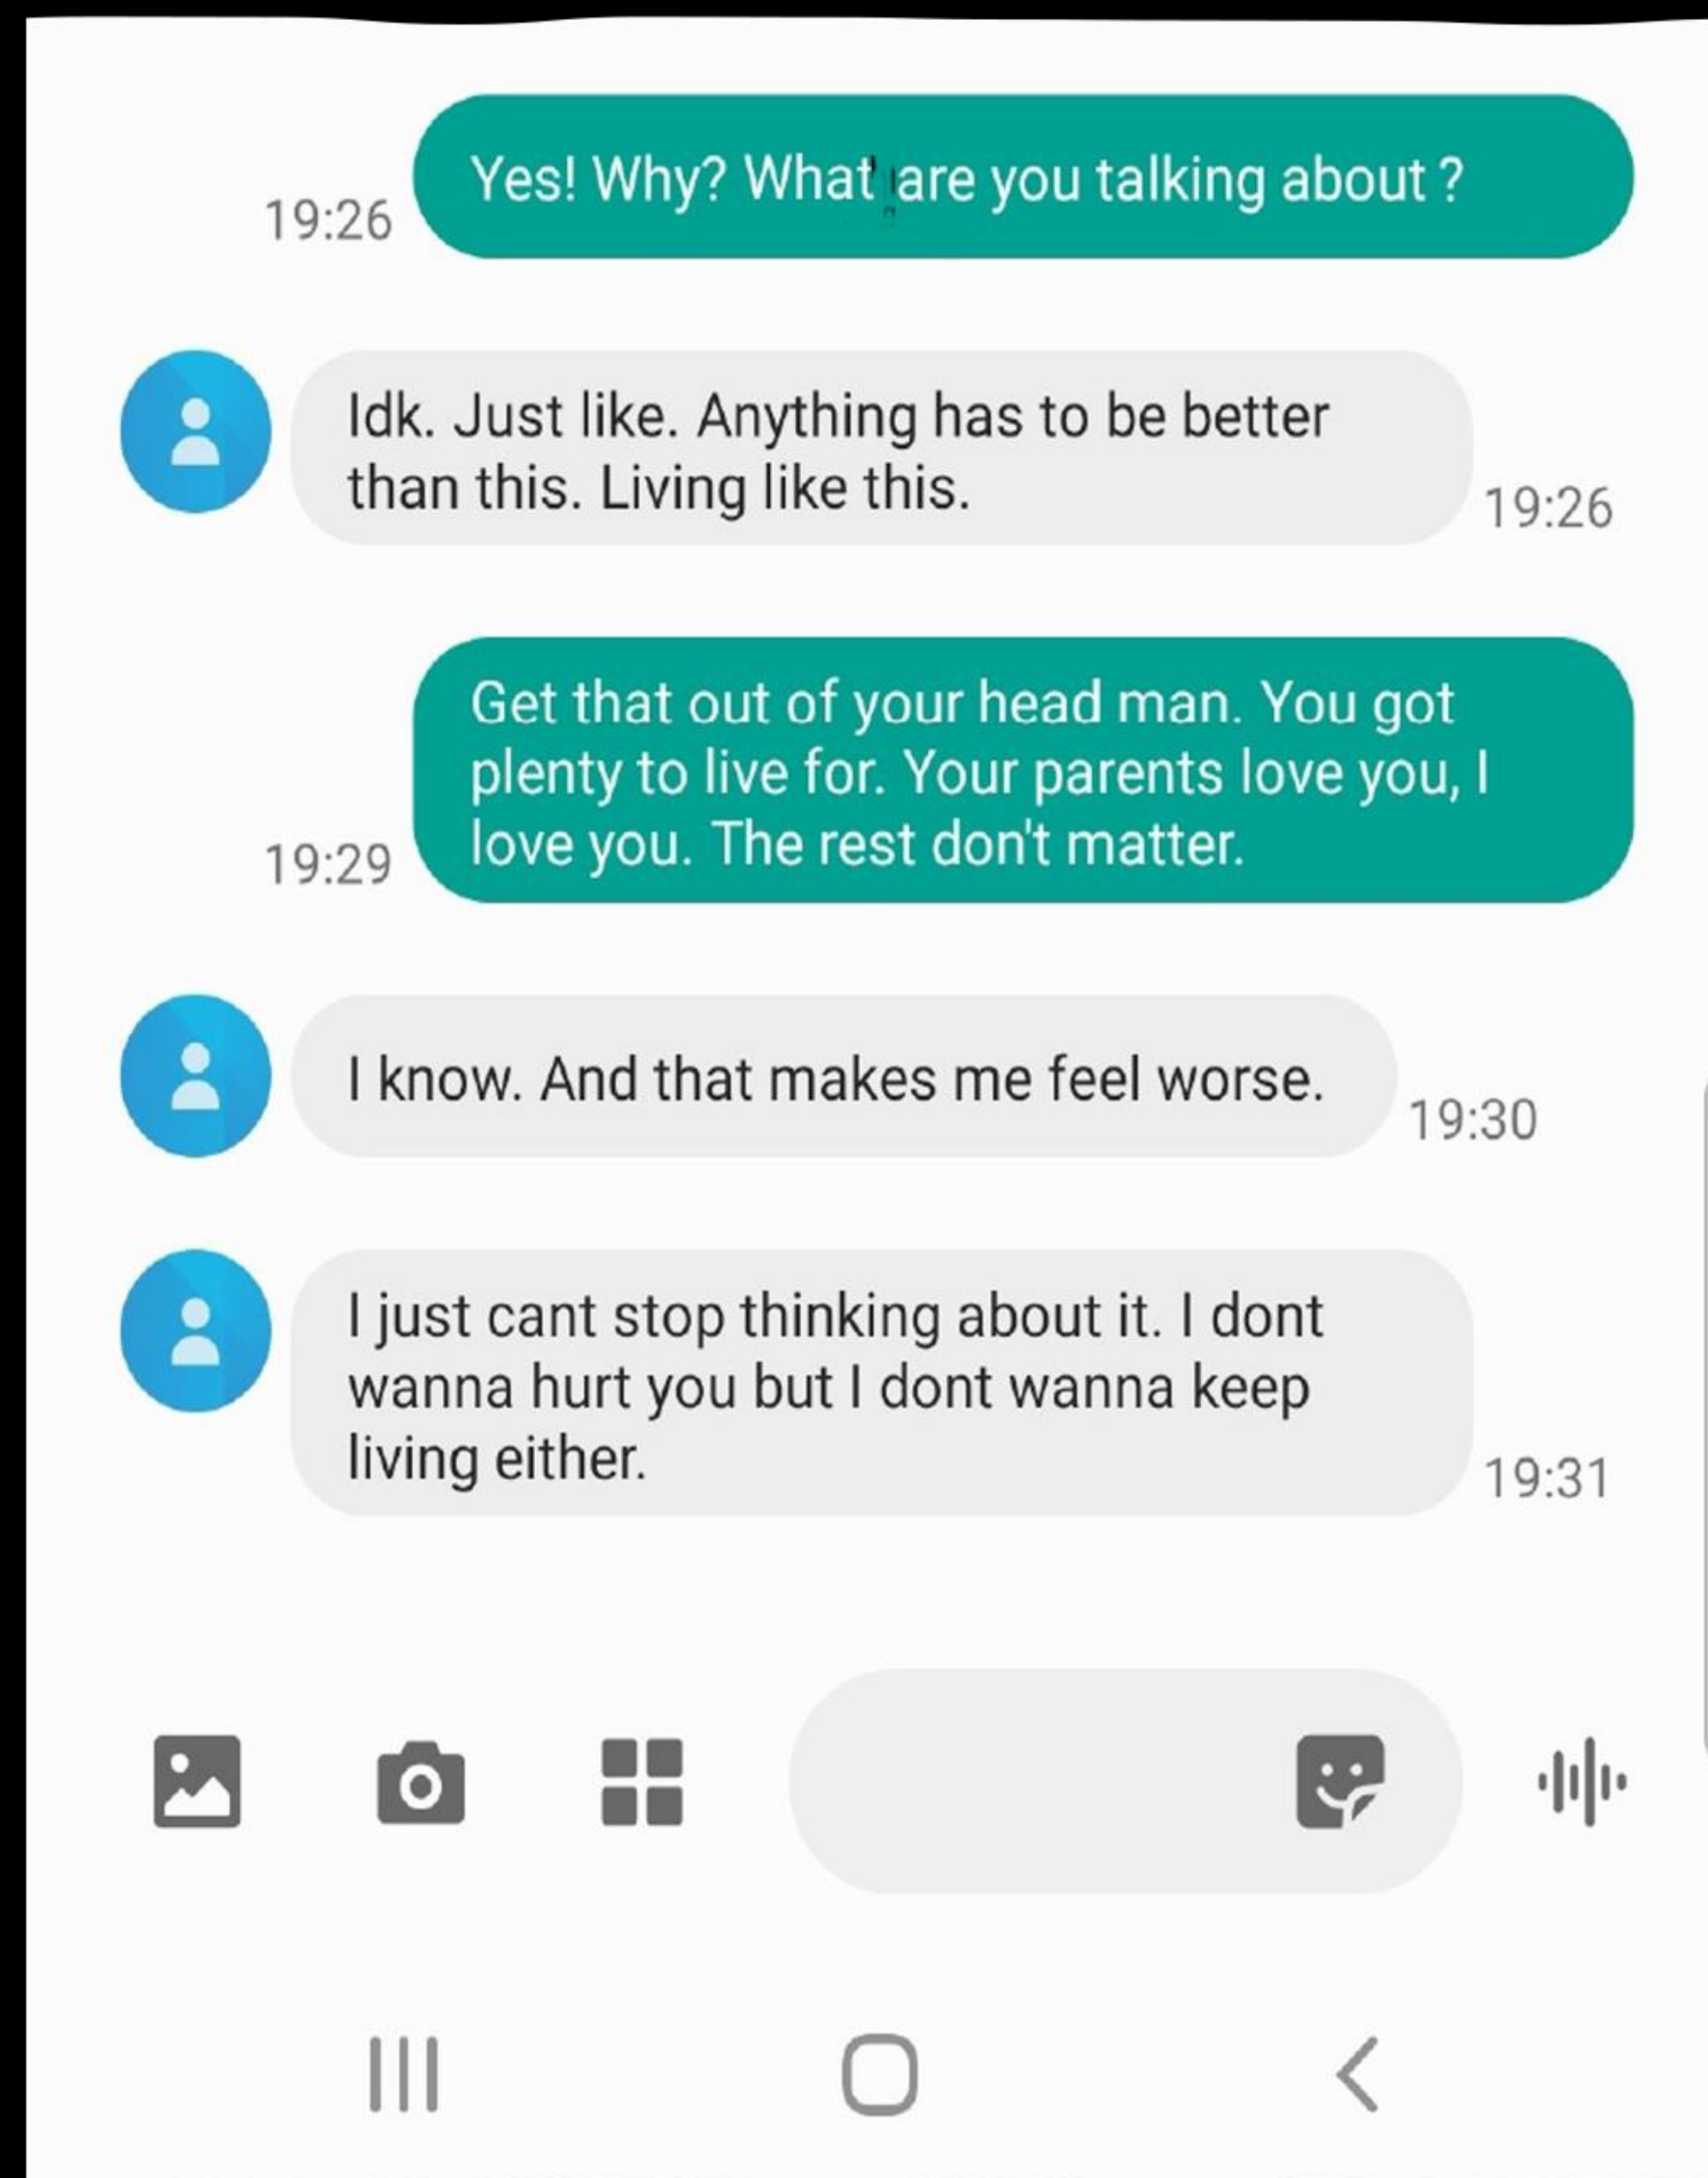 Yes! Why? What are you talking about ?
19:26
Idk. Just like. Anything has to be better
than this. Living like this.
19:26
Get that out of your head man. You got
plenty to live for. Your parents love you, I
love you. The rest don't matter.
19:29
I know. And that makes me feel worse.
19:30
I just cant stop thinking about it. I dont
wanna hurt you but I dont wanna keep
living either.
19:31